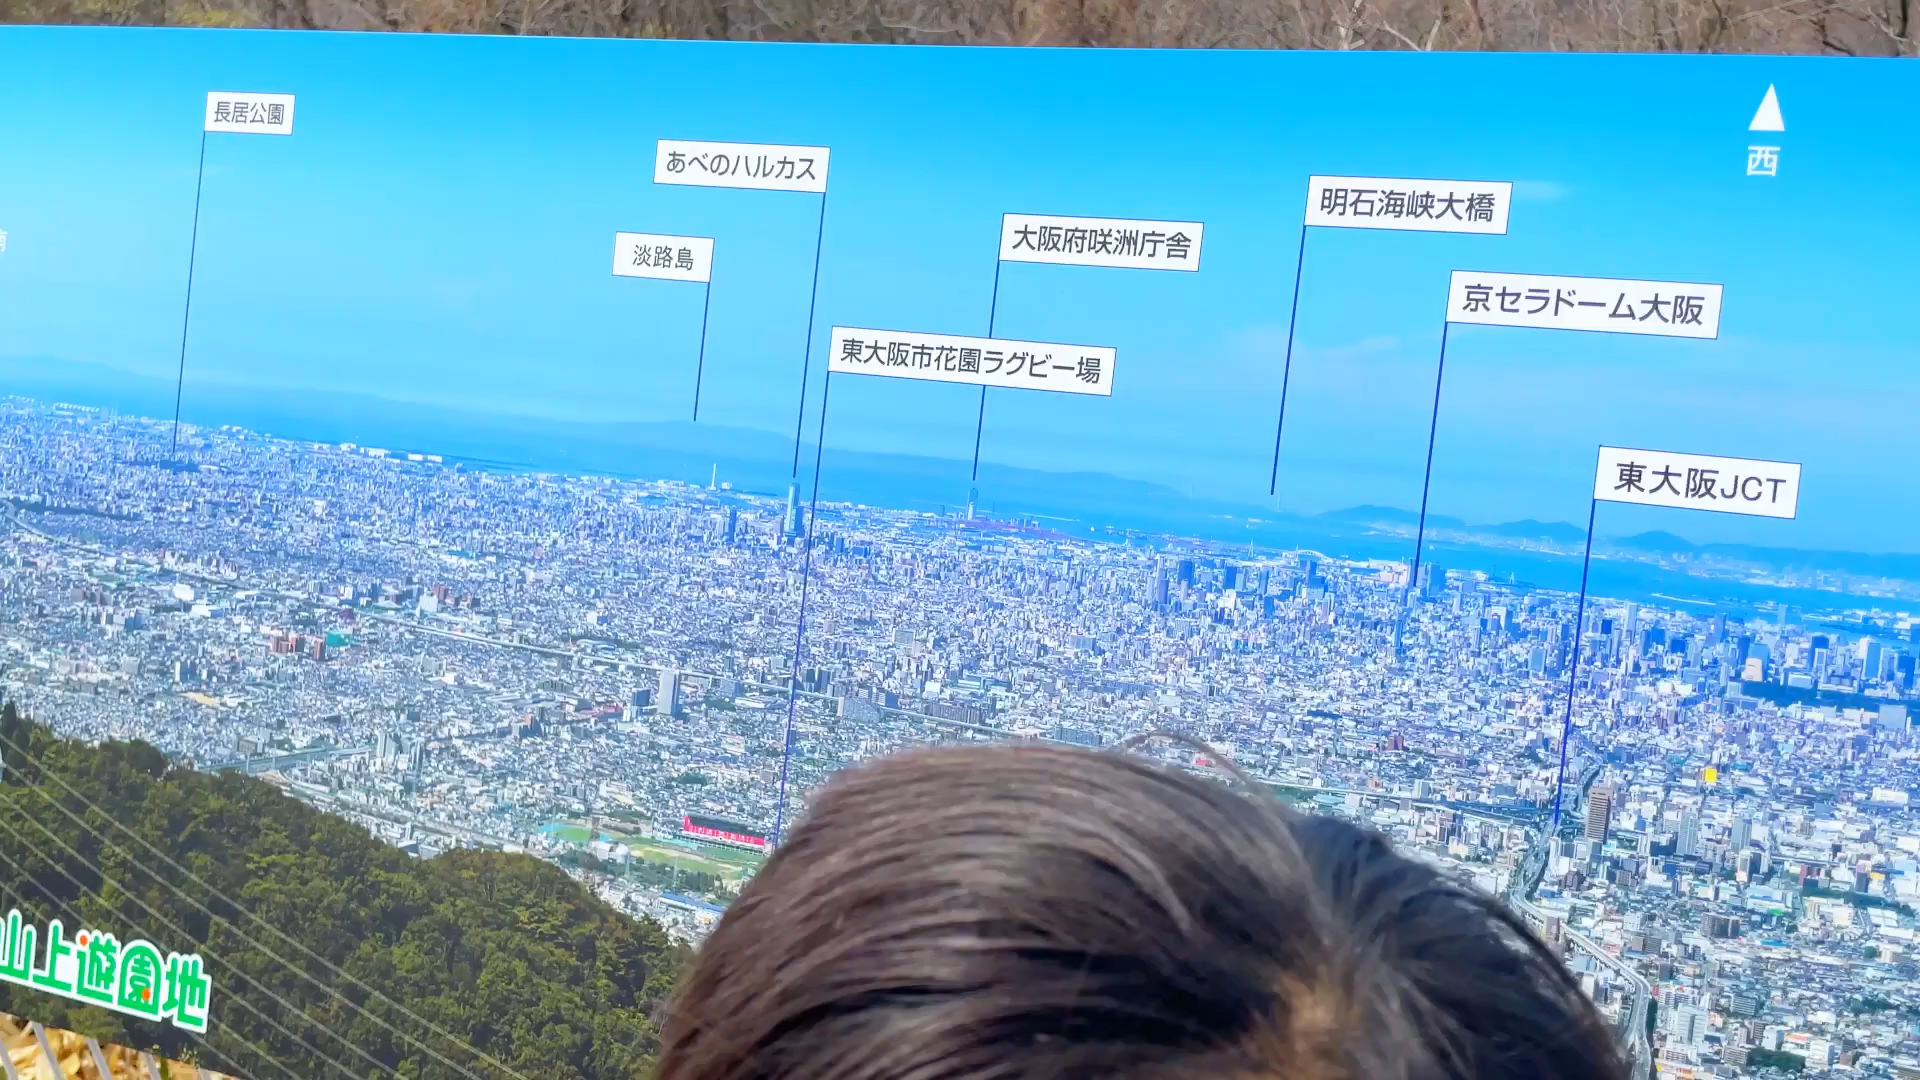 長居公園
あべのハルカス
淡路島
大阪府咲洲庁舎
東大阪市花園ラグビー場
明石海峡大橋
京セラドーム大阪
東大阪JCT
西
山上遊園地